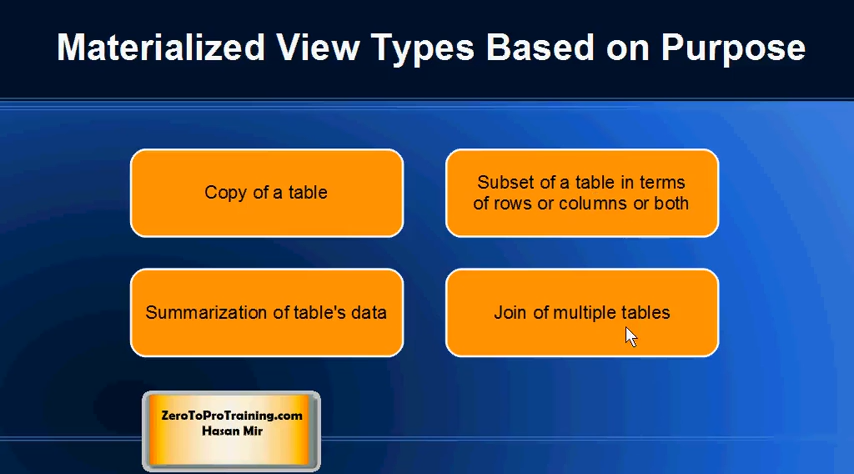 Materialized View Types Based on Purpose
Copy of a table
Subset of a table in terms
of rows or columns or both
Summarization of table's data
Join of multiple tables
ZeroToProTraining.com
Hasan Mir